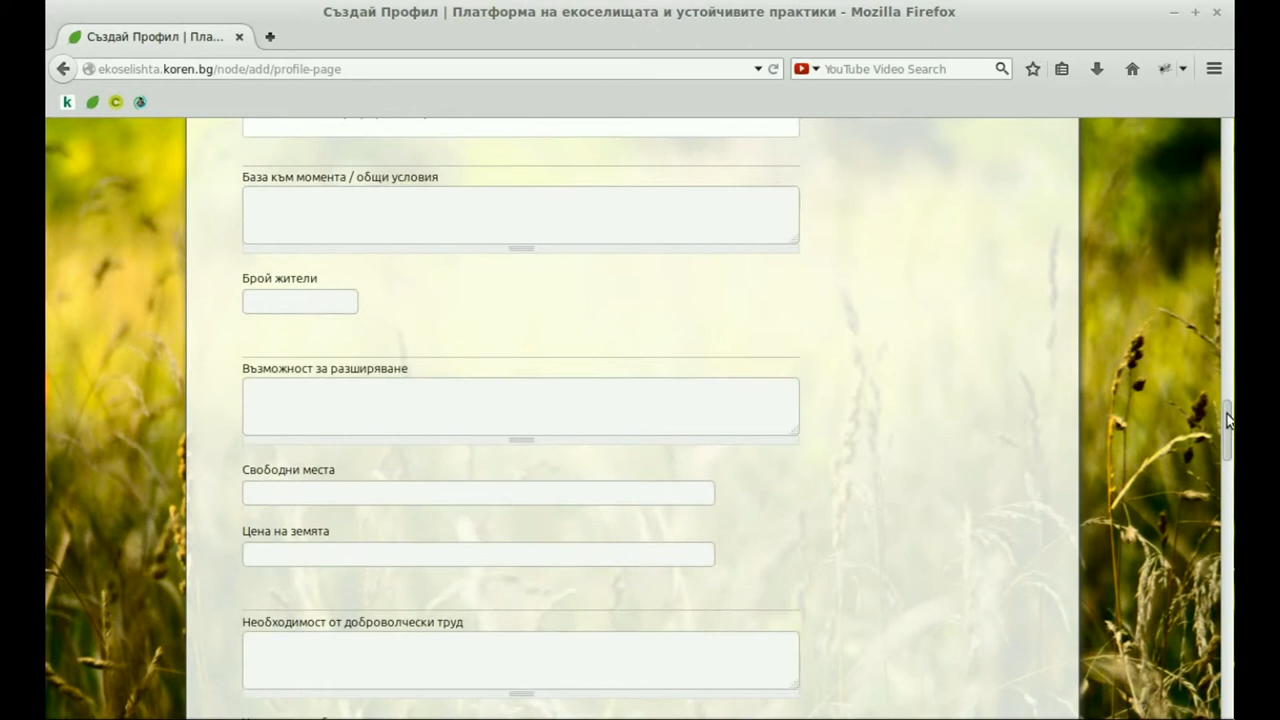 Създай Профил | Платформа на екоселищата и устойчивите практики - Mozilla Firefox
Създай Профил | Пла...
ekoselishta.koren.bg/node/add/profile-page
YouTube Video Search
База към момента / общи условия
Брой жители
Възможност за разширяване
Свободни места
Цена на земята
Необходимост от доброволчески труд